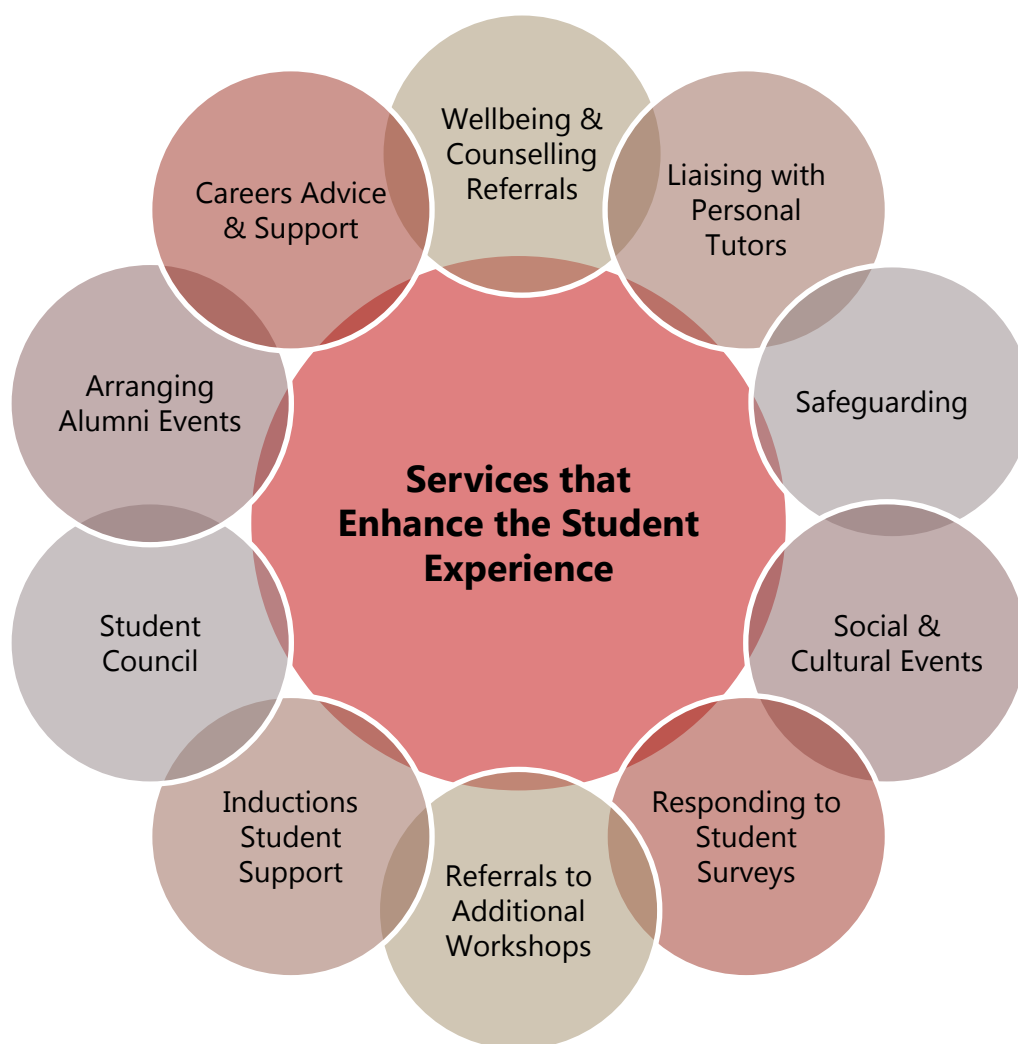 Wellbeing &
Counselling
Referrals
Liaising with
Personal
Tutors
Safeguarding
Social &
Cultural Events
Responding to
Student
Surveys
Referrals to
Additional
Workshops
Inductions
Student
Support
Student
Council
Arranging
Alumni Events
Careers Advice
& Support
Services that
Enhance the Student
Experience